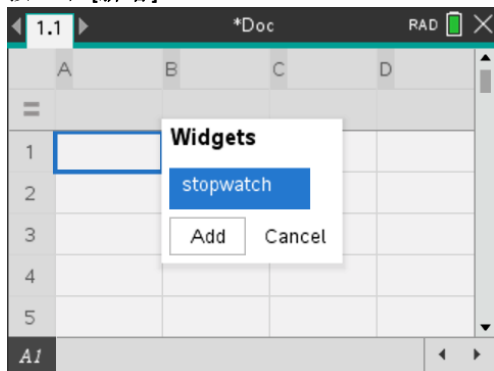 1.1 *Doc RAD
A B C D
=
1
2
3
4
5
Widgets
stopwatch
Add Cancel
A1